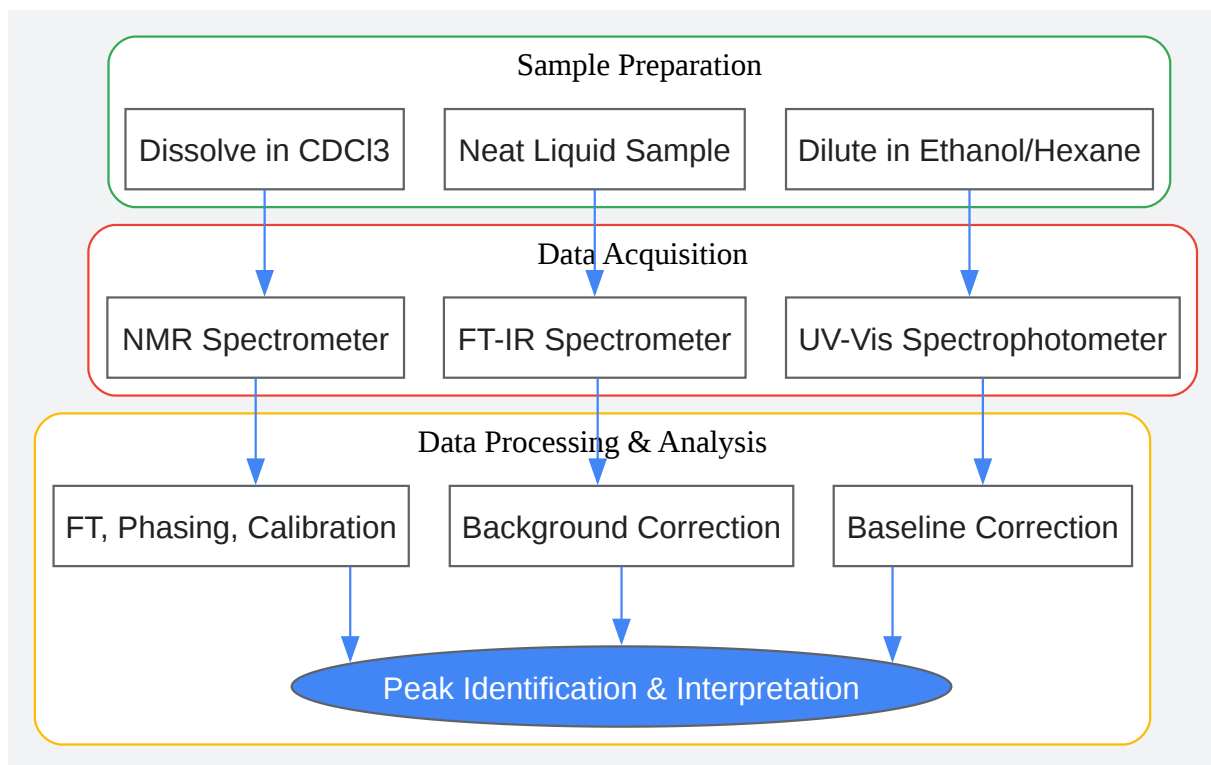 Sample Preparation
Dissolve in CDCl3
Neat Liquid Sample
Dilute in Ethanol/Hexane
Data Acquisition
NMR Spectrometer
FT-IR Spectrometer
UV-Vis Spectrophotometer
Data Processing & Analysis
FT, Phasing, Calibration
Background Correction
Baseline Correction
Peak Identification & Interpretation